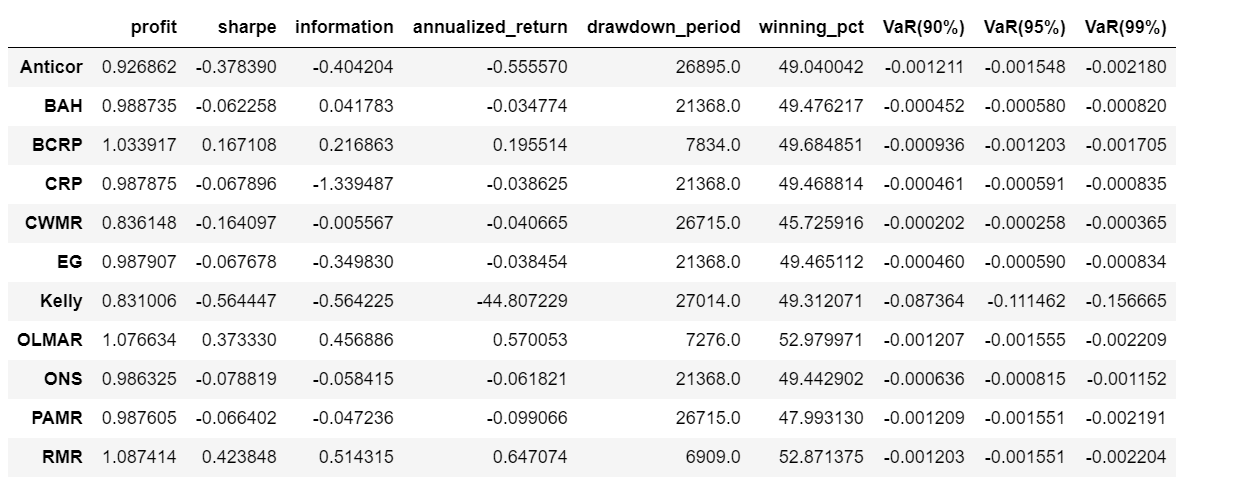 profit sharpe information annualized_return drawdown_period winning_pct VaR(90%) VaR(95%) VaR(99%)
Anticor 0.926862 -0.378390 -0.404204 -0.555570 26895.0 49.040042 -0.001211 -0.001548 -0.002180
BAH 0.988735 -0.062258 0.041783 -0.034774 21368.0 49.476217 -0.000452 -0.000580 -0.000820
BCRP 1.033917 0.167108 0.216863 0.195514 7834.0 49.684851 -0.000936 -0.001203 -0.001705
CRP 0.987875 -0.067896 -1.339487 -0.038625 21368.0 49.468814 -0.000461 -0.000591 -0.000835
CWMR 0.836148 -0.164097 -0.005567 -0.040665 26715.0 45.725916 -0.000202 -0.000258 -0.000365
EG 0.987907 -0.067678 -0.349830 -0.038454 21368.0 49.465112 -0.000460 -0.000590 -0.000834
Kelly 0.831006 -0.564447 -0.564225 -44.807229 27014.0 49.312071 -0.087364 -0.111462 -0.156665
OLMAR 1.076634 0.373330 0.456886 0.570053 7276.0 52.979971 -0.001207 -0.001555 -0.002209
ONS 0.986325 -0.078819 -0.058415 -0.061821 21368.0 49.442902 -0.000636 -0.000815 -0.001152
PAMR 0.987605 -0.066402 -0.047236 -0.099066 26715.0 47.993130 -0.001209 -0.001551 -0.002191
RMR 1.087414 0.423848 0.514315 0.647074 6909.0 52.871375 -0.001203 -0.001551 -0.002204